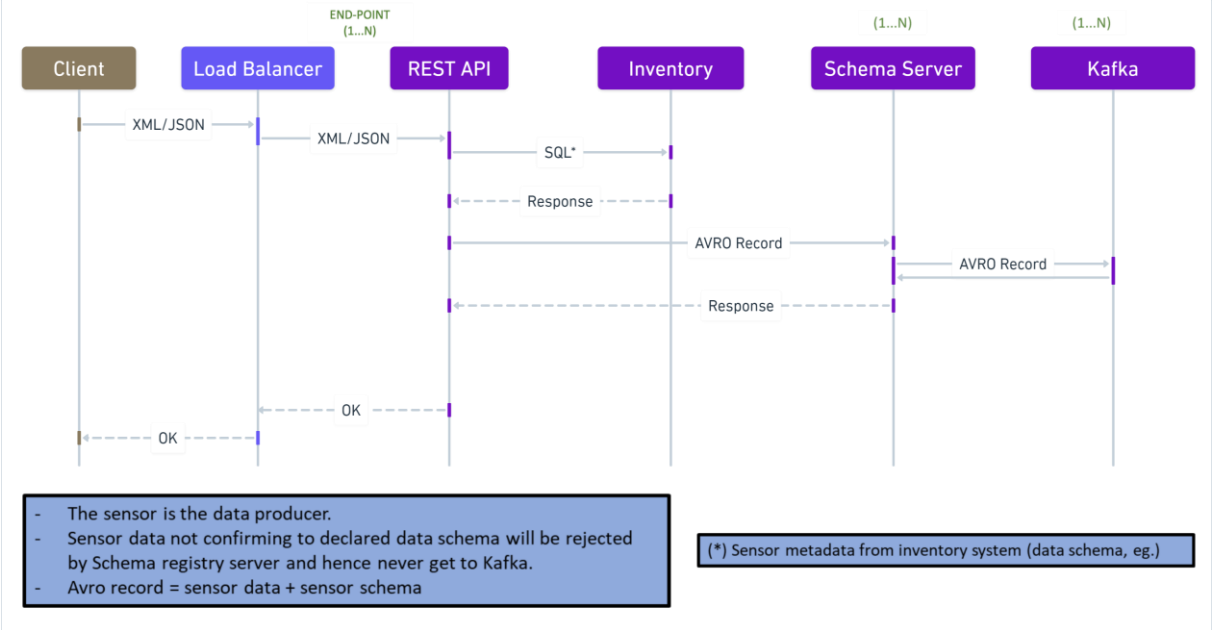 END-POINT
(1...N)
(1...N)
(1...N)
Client
Load Balancer
REST API
Inventory
Schema Server
Kafka
XML/JSON
XML/JSON
SQL*
Response
AVRO Record
AVRO Record
Response
OK
OK
- The sensor is the data producer.
- Sensor data not confirming to declared data schema will be rejected
by Schema registry server and hence never get to Kafka.
- Avro record = sensor data + sensor schema
(*) Sensor metadata from inventory system (data schema, eg.)